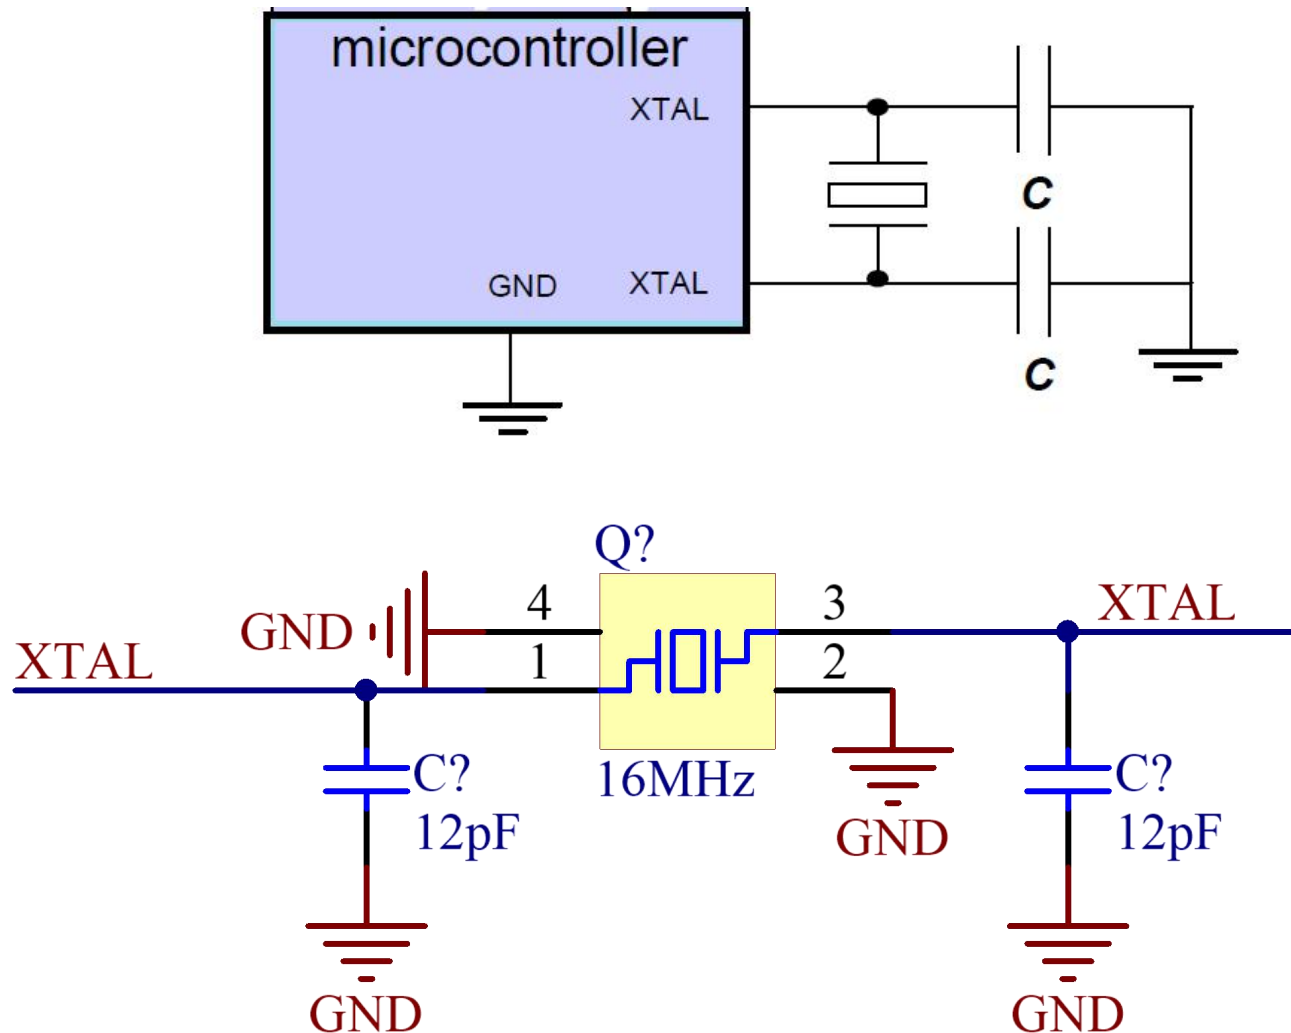 microcontroller
XTAL
C
GND XTAL
C
Q?
4 3
GND XTAL
XTAL 1 2
C? 16MHz C?
12pF GND 12pF
GND GND